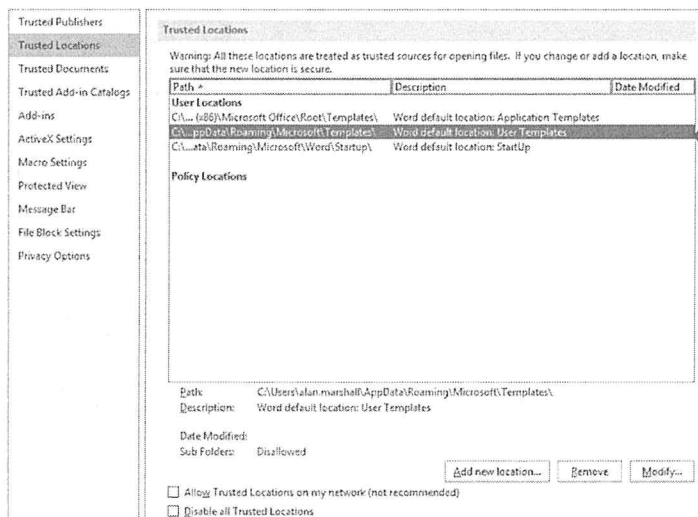 Trusted Publishers
Trusted Locations
Trusted Documents
Trusted Add-in Catalogs
Add-ins
ActiveX Settings
Macro Settings
Protected View
Message Bar
File Block Settings
Privacy Options
Trusted Locations
Warning: All these locations are treated as trusted sources for opening files. If you change or add a location, make
sure that the new location is secure.
Path Description Date Modified
User Locations
C:\... (x86)\Microsoft Office\Root\Templates\ Word default location: Application Templates
C:\...ppData\Roaming\Microsoft\Templates\ Word default location: User Templates
C:\...ata\Roaming\Microsoft\Word\Startup\ Word default location: StartUp
Policy Locations
Path: C:\Users\alan.marshall\AppData\Roaming\Microsoft\Templates\
Description: Word default location: User Templates
Date Modified:
Sub Folders: Disallowed
Add new location... Remove Modify...
Allow Trusted Locations on my network (not recommended)
Disable all Trusted Locations